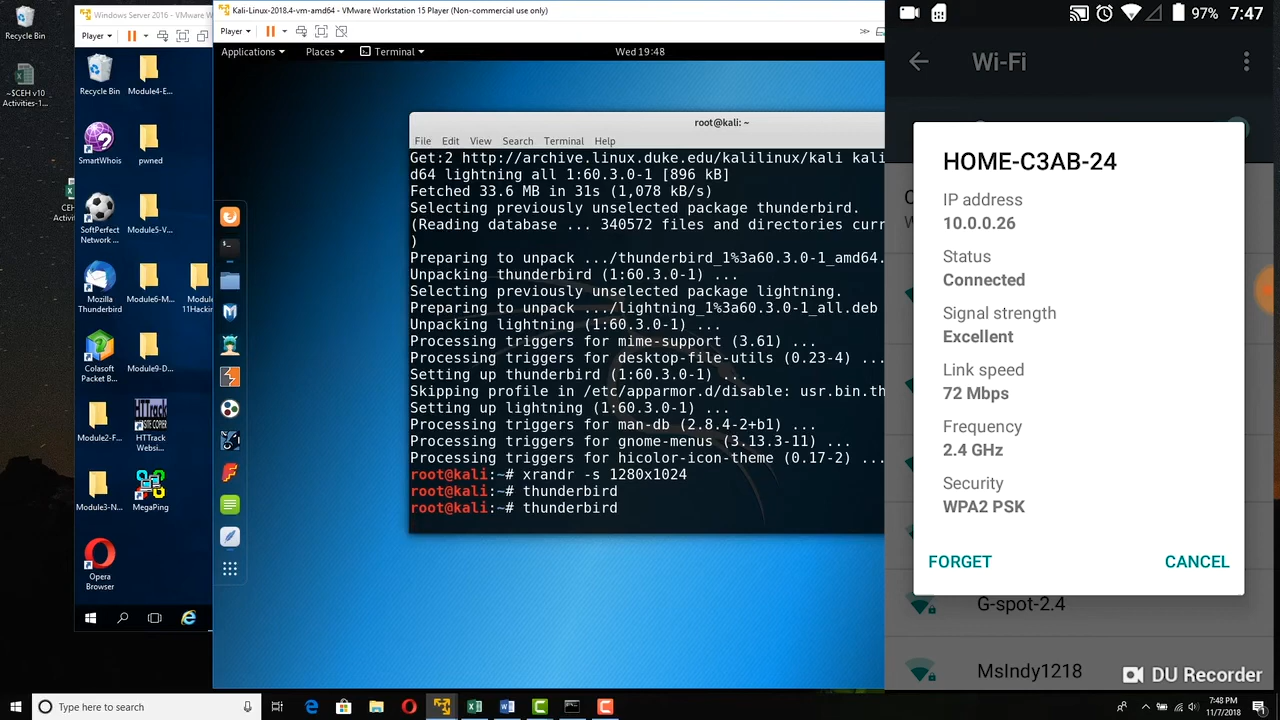 Recycle Bin
~$CEH v10
Activities-1...
CEH
Activiti
Windows Server 2016 - VMware W
Player
Recycle Bin
Module4-E...
SmartWhois
pwned
SoftPerfect
Network ...
Module5-V...
Mozilla
Thunderbird
Module6-M...
Module
11Hackin
Colasoft
Packet B...
Module9-D...
Module2-F...
HTTrack
SITE COPIER
HTTrack
Websi...
Module3-N...
MegaPing
Opera
Browser
Kali-Linux-2018.4-vm-amd64 - VMware Workstation 15 Player (Non-commercial use only)
Player
Applications Places Terminal Wed 19:48
root@kali: ~
File Edit View Search Terminal Help
Get:2 http://archive.linux.duke.edu/kalilinux/kali kali
d64 lightning all 1:60.3.0-1 [896 kB]
Fetched 33.6 MB in 31s (1,078 kB/s)
Selecting previously unselected package thunderbird.
(Reading database ... 340572 files and directories curr
)
Preparing to unpack .../thunderbird_1%3a60.3.0-1_amd64.
Unpacking thunderbird (1:60.3.0-1) ...
Selecting previously unselected package lightning.
Preparing to unpack .../lightning_1%3a60.3.0-1_all.deb
Unpacking lightning (1:60.3.0-1) ...
Processing triggers for mime-support (3.61) ...
Processing triggers for desktop-file-utils (0.23-4) ...
Setting up thunderbird (1:60.3.0-1) ...
Skipping profile in /etc/apparmor.d/disable: usr.bin.th
Setting up lightning (1:60.3.0-1) ...
Processing triggers for man-db (2.8.4-2+b1) ...
Processing triggers for gnome-menus (3.13.3-11) ...
Processing triggers for hicolor-icon-theme (0.17-2) ...
root@kali:~# xrandr -s 1280x1024
root@kali:~# thunderbird
root@kali:~# thunderbird
97% 7:47
Wi-Fi
HOME-C3AB-24
IP address
10.0.0.26
Status
Connected
Signal strength
Excellent
Link speed
72 Mbps
Frequency
2.4 GHz
Security
WPA2 PSK
FORGET CANCEL
G-spot-2.4
MsIndy1218
DU Recorder
Type here to search
7:48 PM
11/7/2018